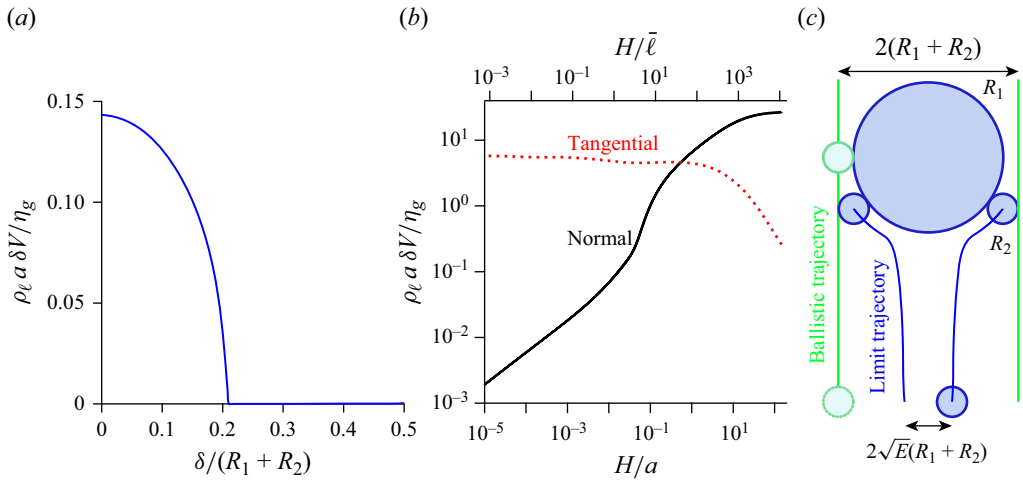 (a)
ρℓ a δV/ηg
0.15
0.10
0.05
0
0
0.1
0.2
0.3
0.4
0.5
δ/(R1 + R2)
(b)
H/ℓ̄
10−3
10−1
101
103
ρℓ a δV/ηg
101
100
10−1
10−2
10−3
Tangential
Normal
10−5
10−3
10−1
101
H/a
(c)
2(R1 + R2)
R1
R2
Ballistic trajectory
Limit trajectory
2√E(R1 + R2)